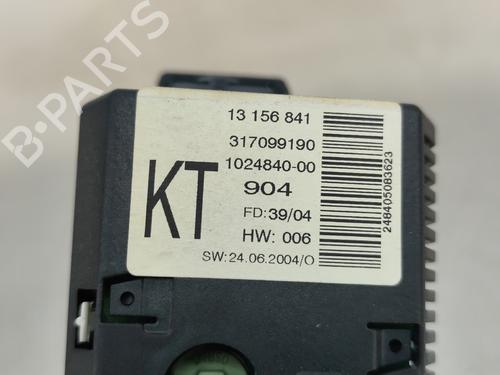 13 156 841
317099190
1024840-00
KT
904
FD: 39/04
HW: 006
SW: 24.06.2004/O
248405083623
B-PARTS